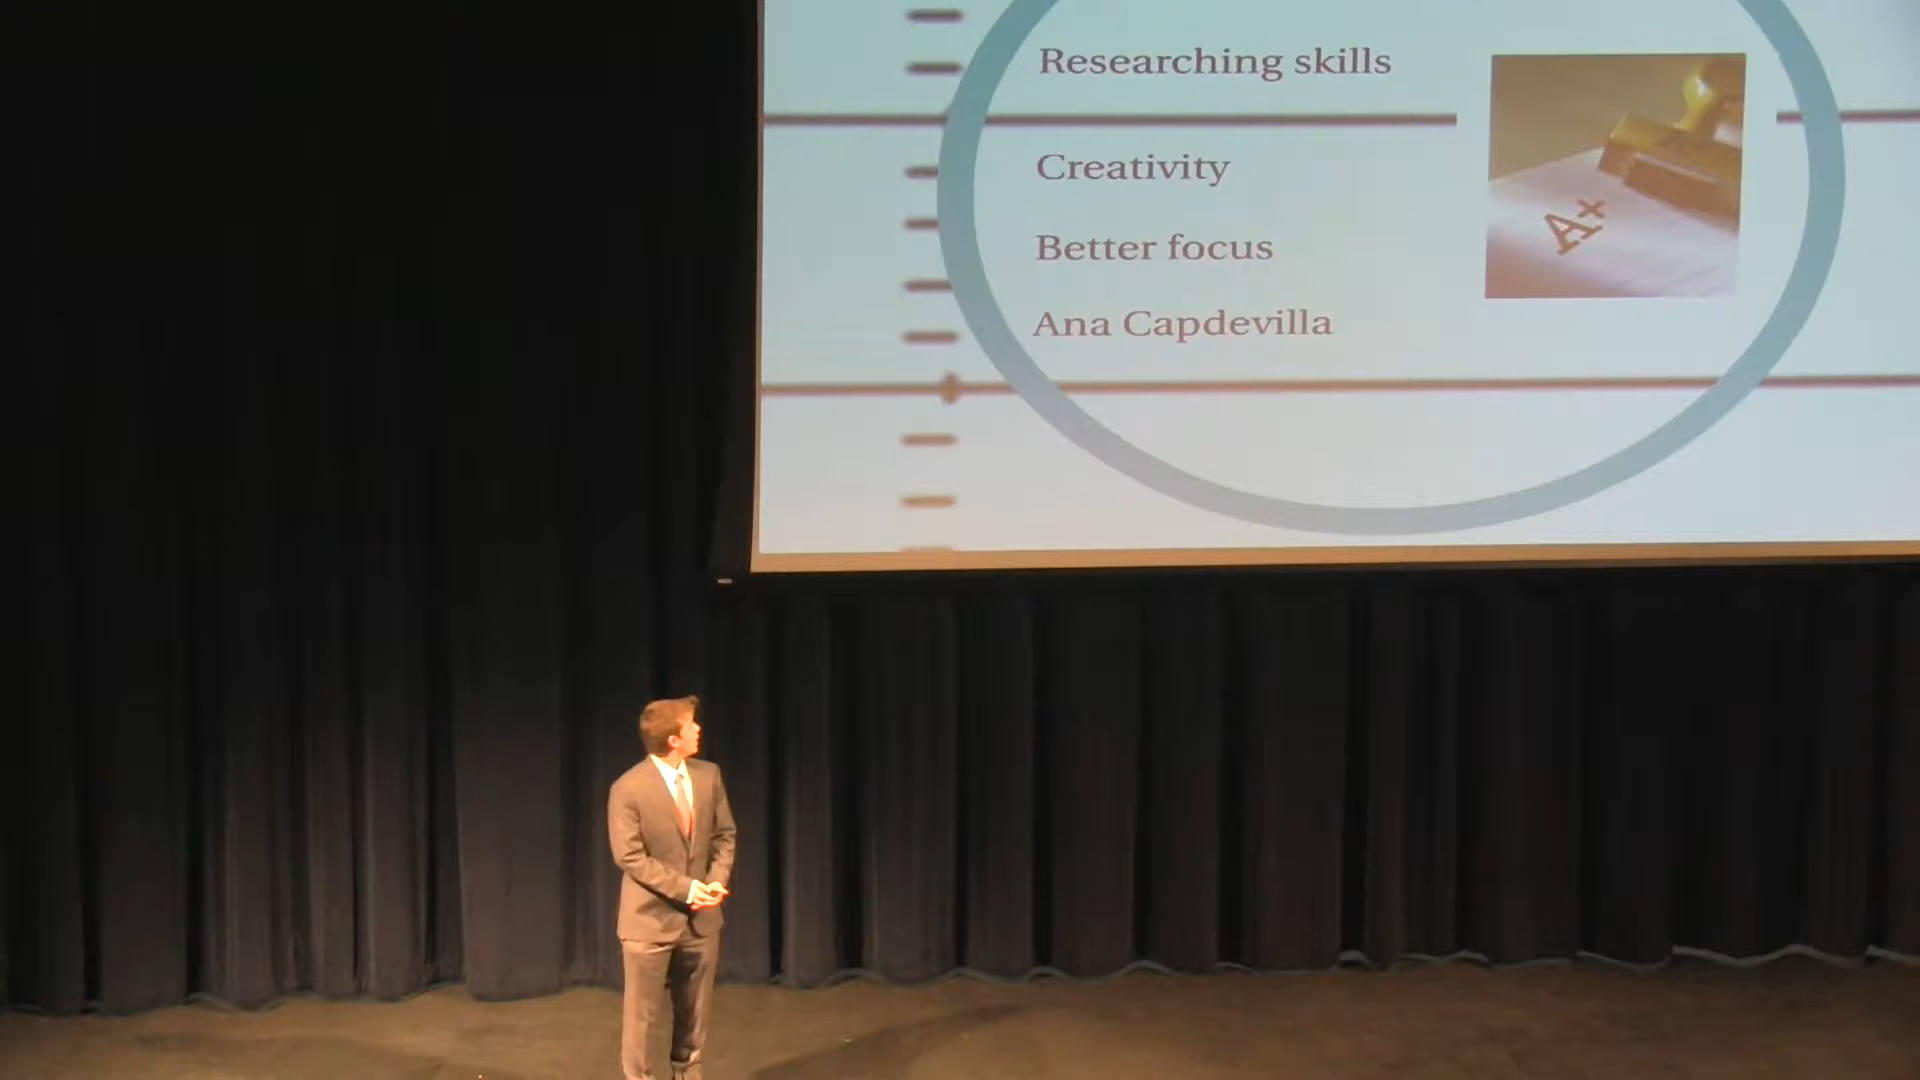 Researching skills
Creativity
Better focus
Ana Capdevilla
A+